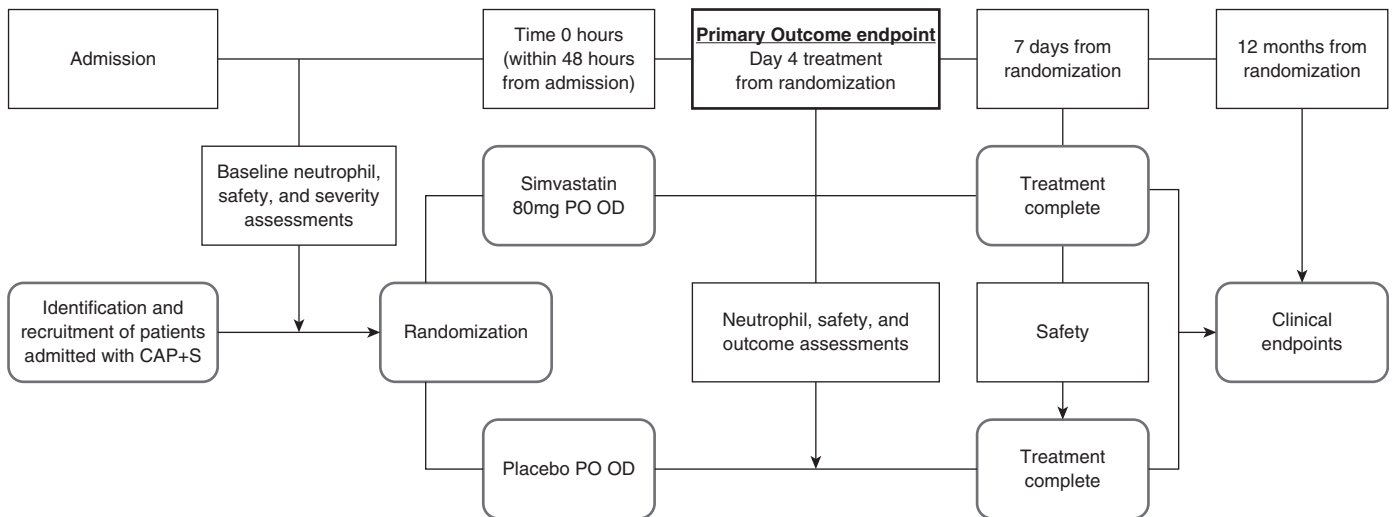 Admission
Time 0 hours
(within 48 hours
from admission)
Primary Outcome endpoint
Day 4 treatment
from randomization
7 days from
randomization
12 months from
randomization
Baseline neutrophil,
safety, and severity
assessments
Simvastatin
80mg PO OD
Treatment
complete
Identification and
recruitment of patients
admitted with CAP+S
Randomization
Neutrophil, safety, and
outcome assessments
Safety
Clinical
endpoints
Placebo PO OD
Treatment
complete